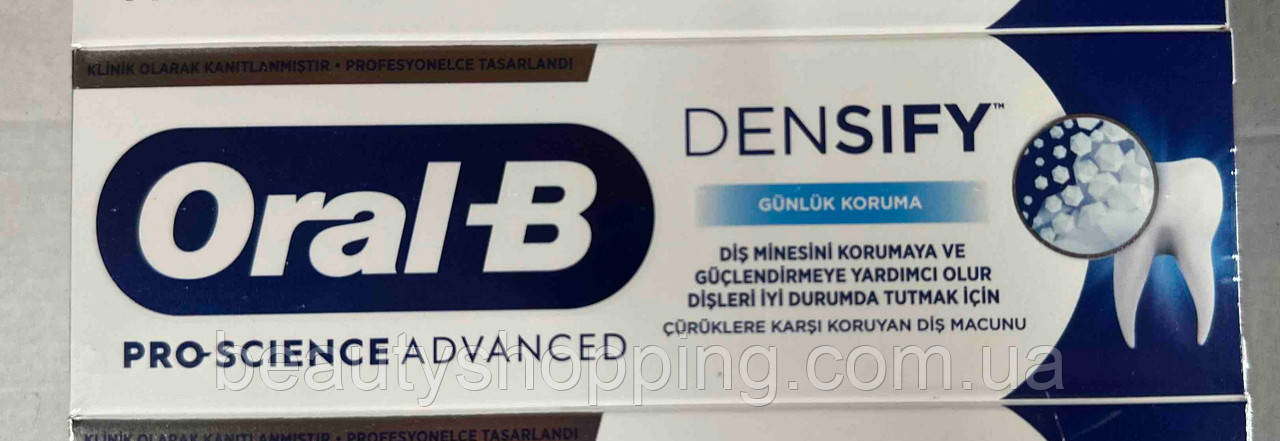 KLİNİK OLARAK KANITLANMIŞTIR • PROFESYONELCE TASARLANDI
Oral-B
PRO-SCIENCE ADVANCED
DENSIFY™
GÜNLÜK KORUMA
DİŞ MİNESİNİ KORUMAYA VE
GÜÇLENDİRMEYE YARDIMCI OLUR
DİŞLERİ İYİ DURUMDA TUTMAK İÇİN
ÇÜRÜKLERE KARŞI KORUYAN DİŞ MACUNU
beautyshopping.com.ua
KLİNİK OLARAK KANITLANMIŞTIR • PROFESYONELCE TASARLANDI